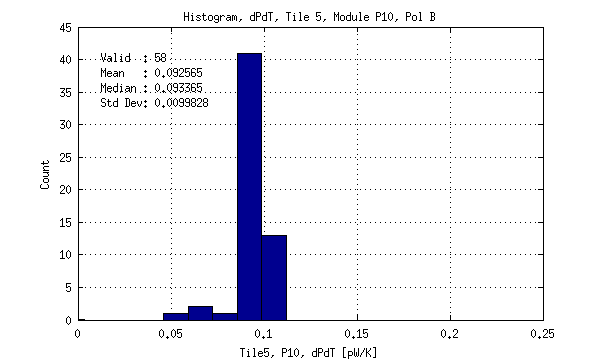 Histogram, dPdT, Tile 5, Module P10, Pol B
45
40
35
30
25
20
15
10
5
0
Valid : 58
Mean : 0.092565
Median : 0.093365
Std Dev: 0.0099828
Count
0 0.05 0.1 0.15 0.2 0.25
Tile5, P10, dPdT [pW/K]